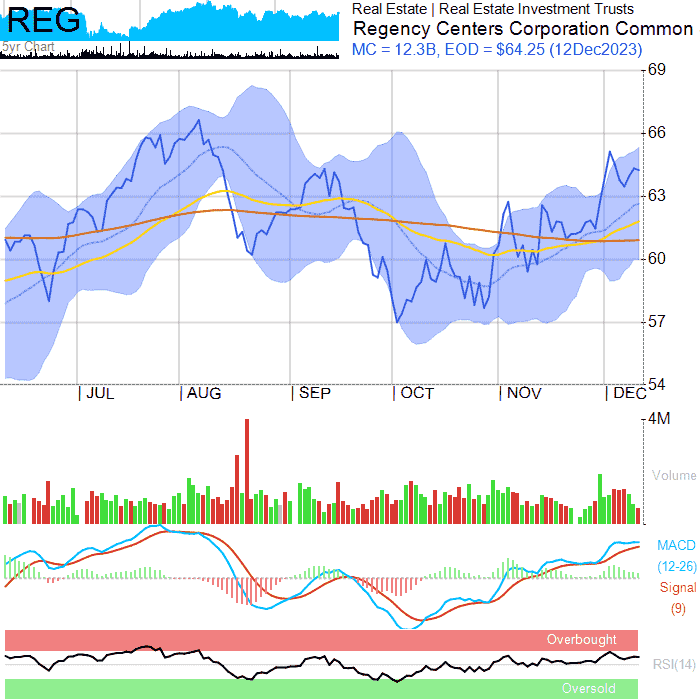 REG
5yr Chart
Real Estate | Real Estate Investment Trusts
Regency Centers Corporation Common
MC = 12.3B, EOD = $64.25 (12Dec2023)
69
66
63
60
57
54
| JUL | AUG | SEP | OCT | NOV | DEC
4M
Volume
MACD
(12-26)
Signal
(9)
Overbought
RSI(14)
Oversold